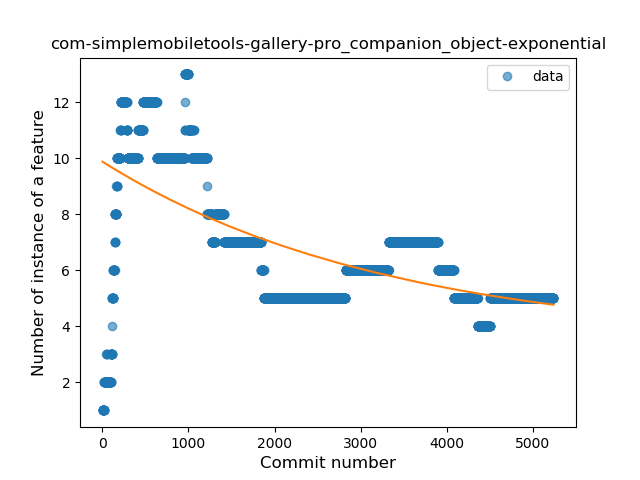 com-simplemobiletools-gallery-pro_companion_object-exponential
data
Number of instance of a feature
12
10
8
6
4
2
0 1000 2000 3000 4000 5000
Commit number